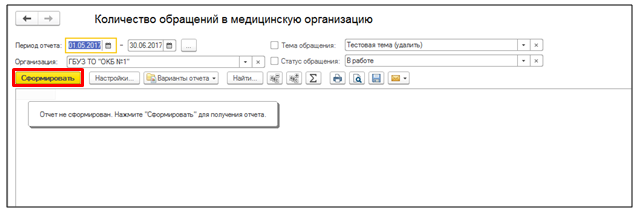 Количество обращений в медицинскую организацию
Период отчета: 01.05.2017 – 30.06.2017 ... Тема обращения: Тестовая тема (удалить)
Организация: ГБУЗ ТО "ОКБ №1" Статус обращения: В работе
Сформировать Настройки... Варианты отчета Найти... Σ
Отчет не сформирован. Нажмите "Сформировать" для получения отчета.